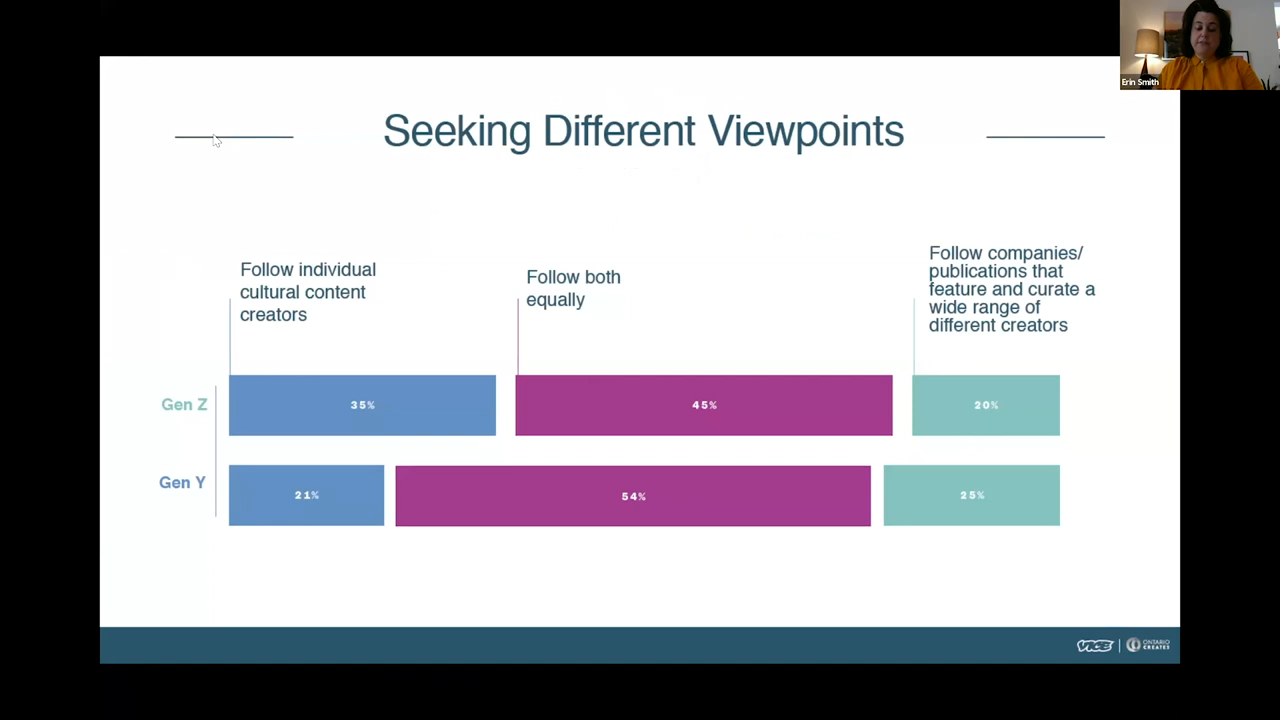 Erin Smith
Seeking Different Viewpoints
Follow individual
cultural content
creators
Follow both
equally
Follow companies/
publications that
feature and curate a
wide range of
different creators
Gen Z
35%
45%
20%
Gen Y
21%
54%
25%
VICE
ONTARIO
CREATES